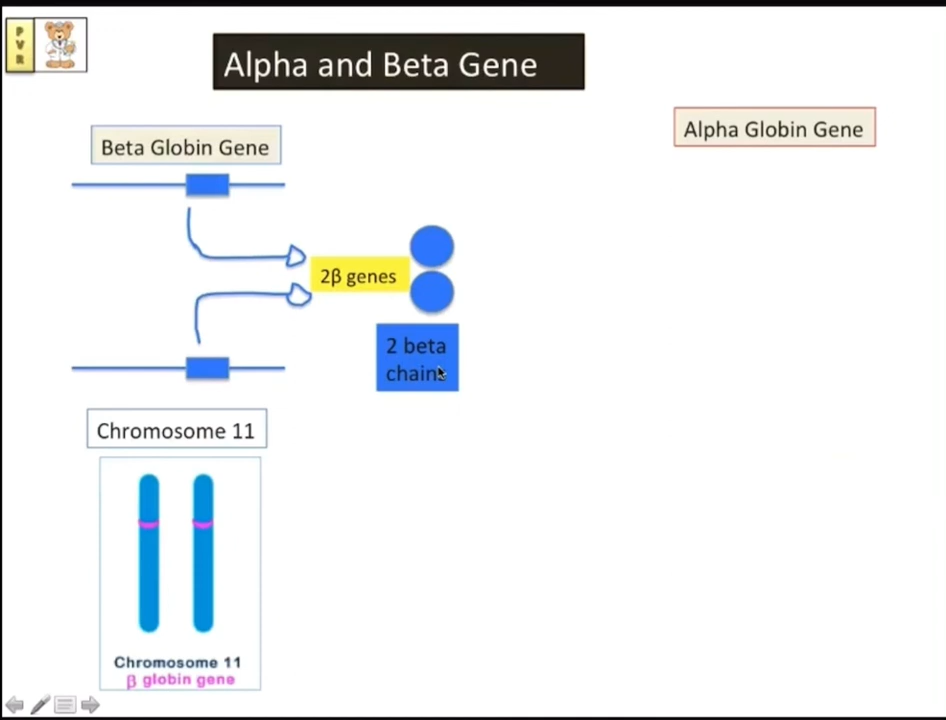 P
V
R
Alpha and Beta Gene
Alpha Globin Gene
Beta Globin Gene
2β genes
2 beta
chains
Chromosome 11
Chromosome 11
β globin gene